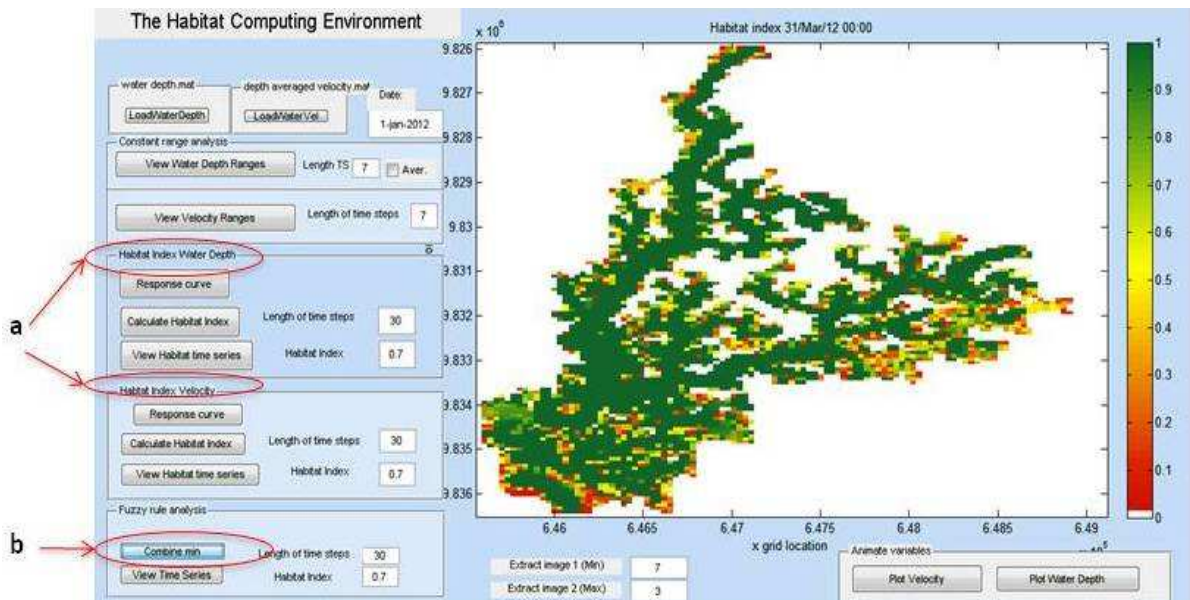 The Habitat Computing Environment
water depth.mat
LoadWaterDepth
depth averaged velocity.mat
LoadWaterVel
Date:
1-jan-2012
Constant range analysis
View Water Depth Ranges
Length TS
7
Aver.
View Velocity Ranges
Length of time steps
7
a
Habitat Index Water Depth
Response curve
Calculate Habitat Index
Length of time steps
30
View Habitat time series
Habitat Index
0.7
Habitat Index Velocity
Response curve
Calculate Habitat Index
Length of time steps
30
View Habitat time series
Habitat Index
0.7
b
Fuzzy rule analysis
Combine min
Length of time steps
30
View Time Series
Habitat Index
0.7
Habitat index 31/Mar/12 00:00
x 10⁶
9.826
9.827
9.828
9.829
9.83
9.831
9.832
9.833
9.834
9.835
9.836
6.46
6.465
6.47
6.475
6.48
6.485
6.49
x grid location
1
0.9
0.8
0.7
0.6
0.5
0.4
0.3
0.2
0.1
0
Extract image 1 (Min)
7
Extract image 2 (Max)
3
Animate variables
Plot Velocity
Plot Water Depth